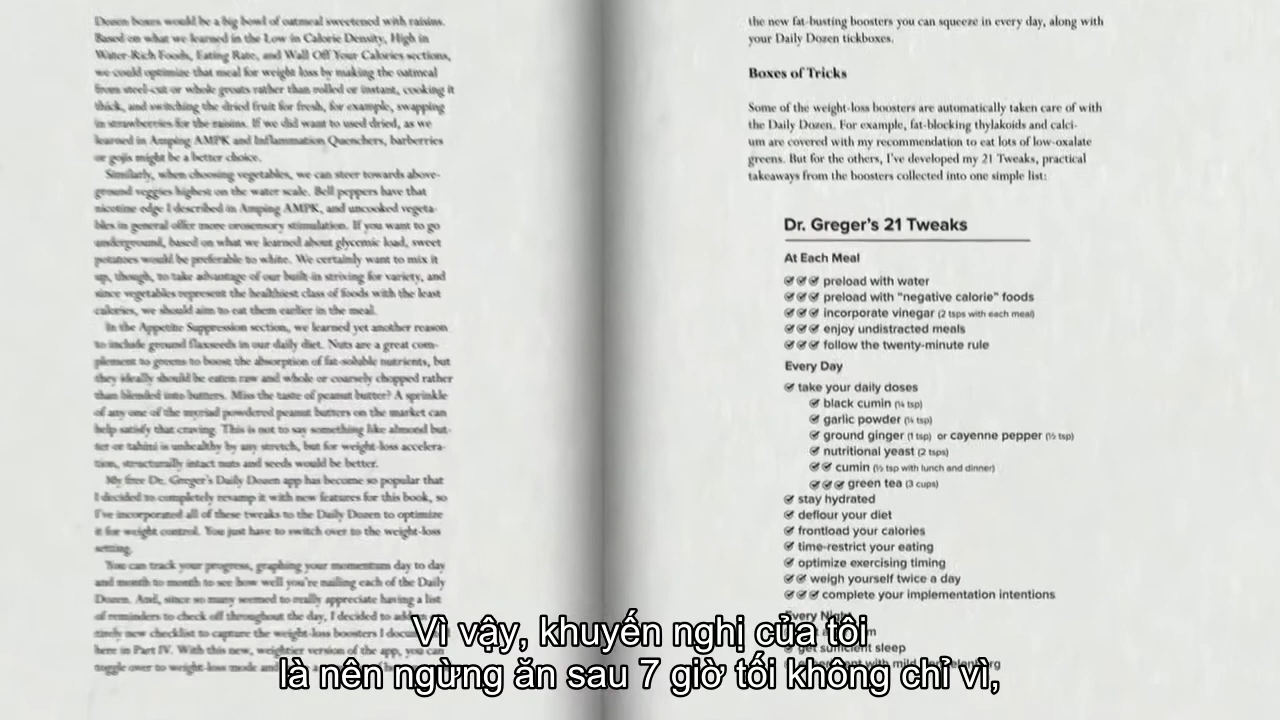 Dozen boxes would be a big bowl of oatmeal sweetened with raisins.
Based on what we learned in the Low in Calorie Density, High in
Water-Rich Foods, Eating Rate, and Wall Off Your Calories sections,
we could optimize that meal for weight loss by making the oatmeal
from steel-cut or whole groats rather than rolled or instant, cooking it
thick, and switching the dried fruit for fresh, for example, swapping
in strawberries for the raisins. If we did want to used dried, as we
learned in Amping AMPK and Inflammation Quenchers, barberries
or gojis might be a better choice.
Similarly, when choosing vegetables, we can steer towards above-
ground veggies highest on the water scale. Bell peppers have that
nicotine edge I described in Amping AMPK, and uncooked vegeta-
bles in general offer more orosensory stimulation. If you want to go
underground, based on what we learned about glycemic load, sweet
potatoes would be preferable to white. We certainly want to mix it
up, though, to take advantage of our built-in striving for variety, and
since vegetables represent the healthiest class of foods with the least
calories, we should aim to eat them earlier in the meal.
In the Appetite Suppression section, we learned yet another reason
to include ground flaxseeds in our daily diet. Nuts are a great com-
plement to greens to boost the absorption of fat-soluble nutrients, but
they ideally should be eaten raw and whole or coarsely chopped rather
than blended into butters. Miss the taste of peanut butter? A sprinkle
of any one of the myriad powdered peanut butters on the market can
help satisfy that craving. This is not to say something like almond but-
ter or tahini is unhealthy by any stretch, but for weight-loss accelera-
tion, structurally intact nuts and seeds would be better.
My free Dr. Greger's Daily Dozen app has become so popular that
I decided to completely revamp it with new features for this book, so
I've incorporated all of these tweaks to the Daily Dozen to optimize
it for weight control. You just have to switch over to the weight-loss
setting.
You can track your progress, graphing your momentum day to day
and month to month to see how well you're nailing each of the Daily
Dozen. And, since so many seemed to really appreciate having a list
of reminders to check off throughout the day, I decided to
new checklist to capture the weight-loss boosters I
here in Part IV. With this new, weightier version of the app, you can
toggle over to weight-loss mode
the new fat-busting boosters you can squeeze in every day, along with
your Daily Dozen tickboxes.
Boxes of Tricks
Some of the weight-loss boosters are automatically taken care of with
the Daily Dozen. For example, fat-blocking thylakoids and calci-
um are covered with my recommendation to eat lots of low-oxalate
greens. But for the others, I've developed my 21 Tweaks, practical
takeaways from the boosters collected into one simple list:
Dr. Greger's 21 Tweaks
At Each Meal
preload with water
preload with "negative calorie" foods
incorporate vinegar (2 tsps with each meal)
enjoy undistracted meals
follow the twenty-minute rule
Every Day
take your daily doses
black cumin (¼ tsp)
garlic powder (¼ tsp)
ground ginger (1 tsp) or cayenne pepper (½ tsp)
nutritional yeast (2 tsps)
cumin (½ tsp with lunch and dinner)
green tea (3 cups)
stay hydrated
deflour your diet
frontload your calories
time-restrict your eating
optimize exercising timing
weigh yourself twice a day
complete your implementation intentions
Every Night
get sufficient sleep
with mild
Vì vậy, khuyến nghị của tôi
là nên ngừng ăn sau 7 giờ tối không chỉ vì,